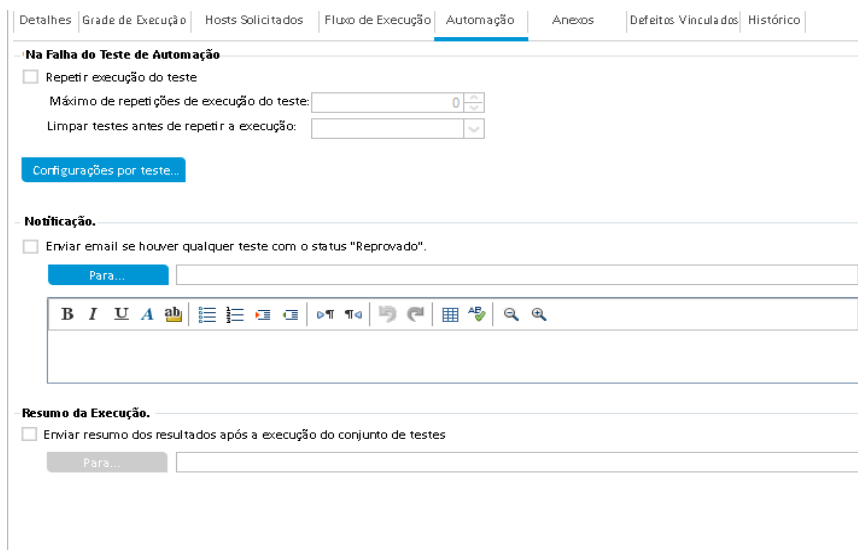 Detalhes Grade de Execução Hosts Solicitados Fluxo de Execução Automação Anexos Defeitos Vinculados Histórico
Na Falha do Teste de Automação
Repetir execução do teste
Máximo de repetições de execução do teste: 0
Limpar testes antes de repetir a execução:
Configurações por teste...
Notificação.
Enviar email se houver qualquer teste com o status "Reprovado".
Para...
B I U A ab
Resumo da Execução.
Enviar resumo dos resultados após a execução do conjunto de testes
Para...